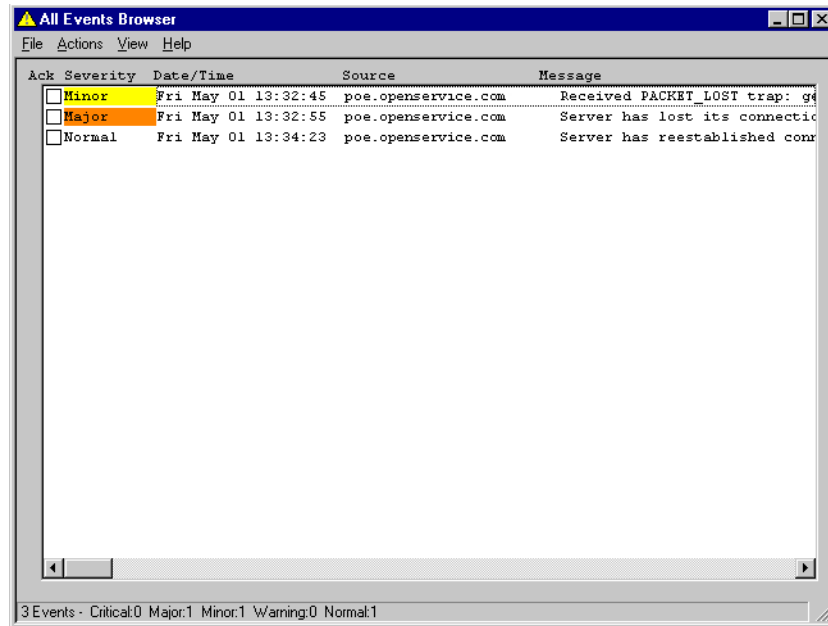 All Events Browser
File Actions View Help
Ack Severity Date/Time Source Message
Minor Fri May 01 13:32:45 poe.openservice.com Received PACKET_LOST trap:
Major Fri May 01 13:32:55 poe.openservice.com Server has lost its
Normal Fri May 01 13:34:23 poe.openservice.com Server has reestablished
3 Events - Critical:0 Major:1 Minor:1 Warning:0 Normal:1